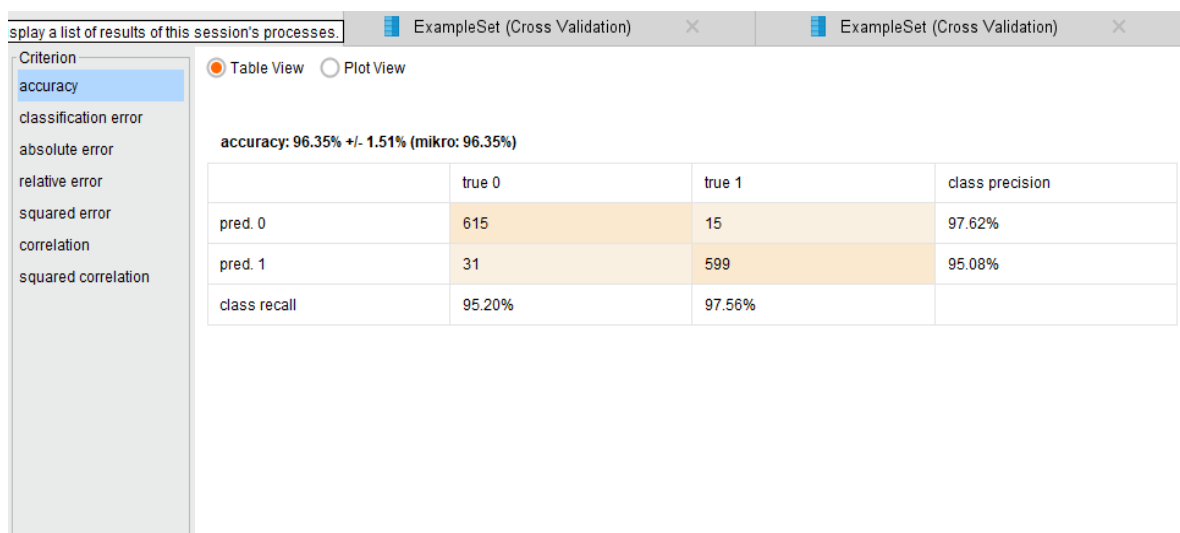 splay a list of results of this session's processes.
ExampleSet (Cross Validation)
ExampleSet (Cross Validation)
Criterion
accuracy
classification error
absolute error
relative error
squared error
correlation
squared correlation
Table View Plot View
accuracy: 96.35% +/- 1.51% (mikro: 96.35%)
true 0 true 1 class precision
pred. 0 615 15 97.62%
pred. 1 31 599 95.08%
class recall 95.20% 97.56%